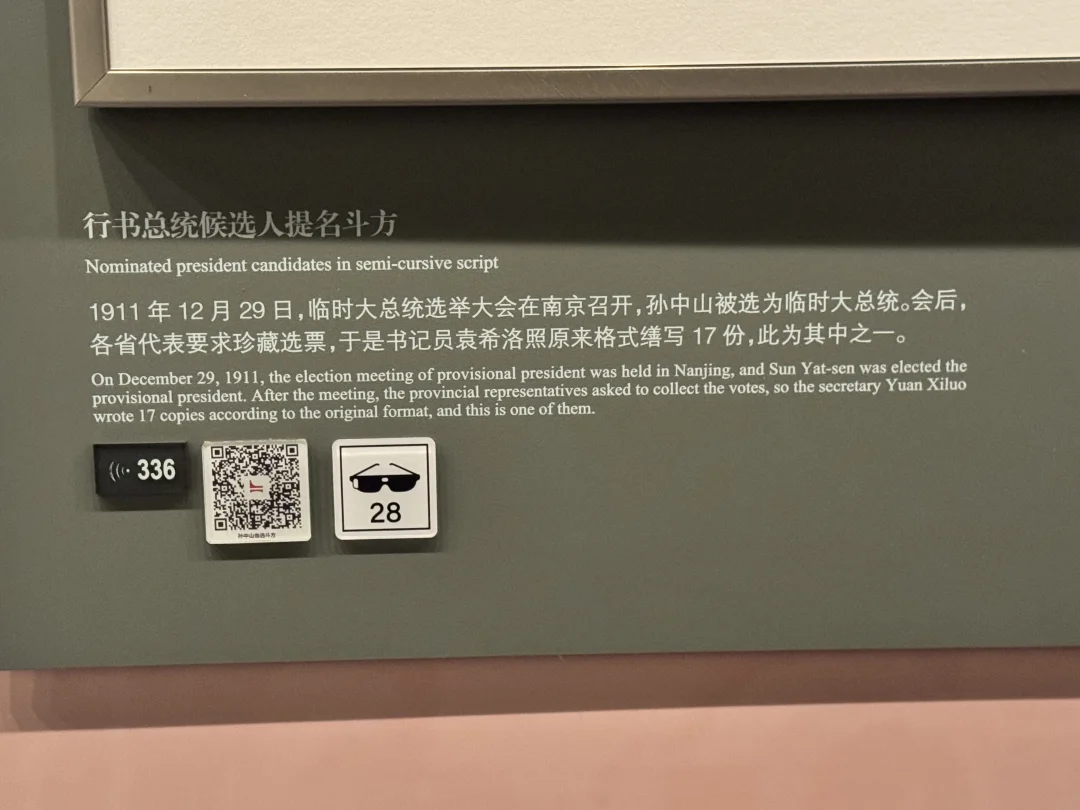 行书总统候选人提名斗方
Nominated president candidates in semi-cursive script
1911 年 12 月 29 日，临时大总统选举大会在南京召开，孙中山被选为临时大总统。会后，
各省代表要求珍藏选票，于是书记员袁希洛照原来格式缮写 17 份，此为其中之一。
On December 29, 1911, the election meeting of provisional president was held in Nanjing, and Sun Yat-sen was elected the
provisional president. After the meeting, the provincial representatives asked to collect the votes, so the secretary Yuan Xiluo
wrote 17 copies according to the original format, and this is one of them.
336
28